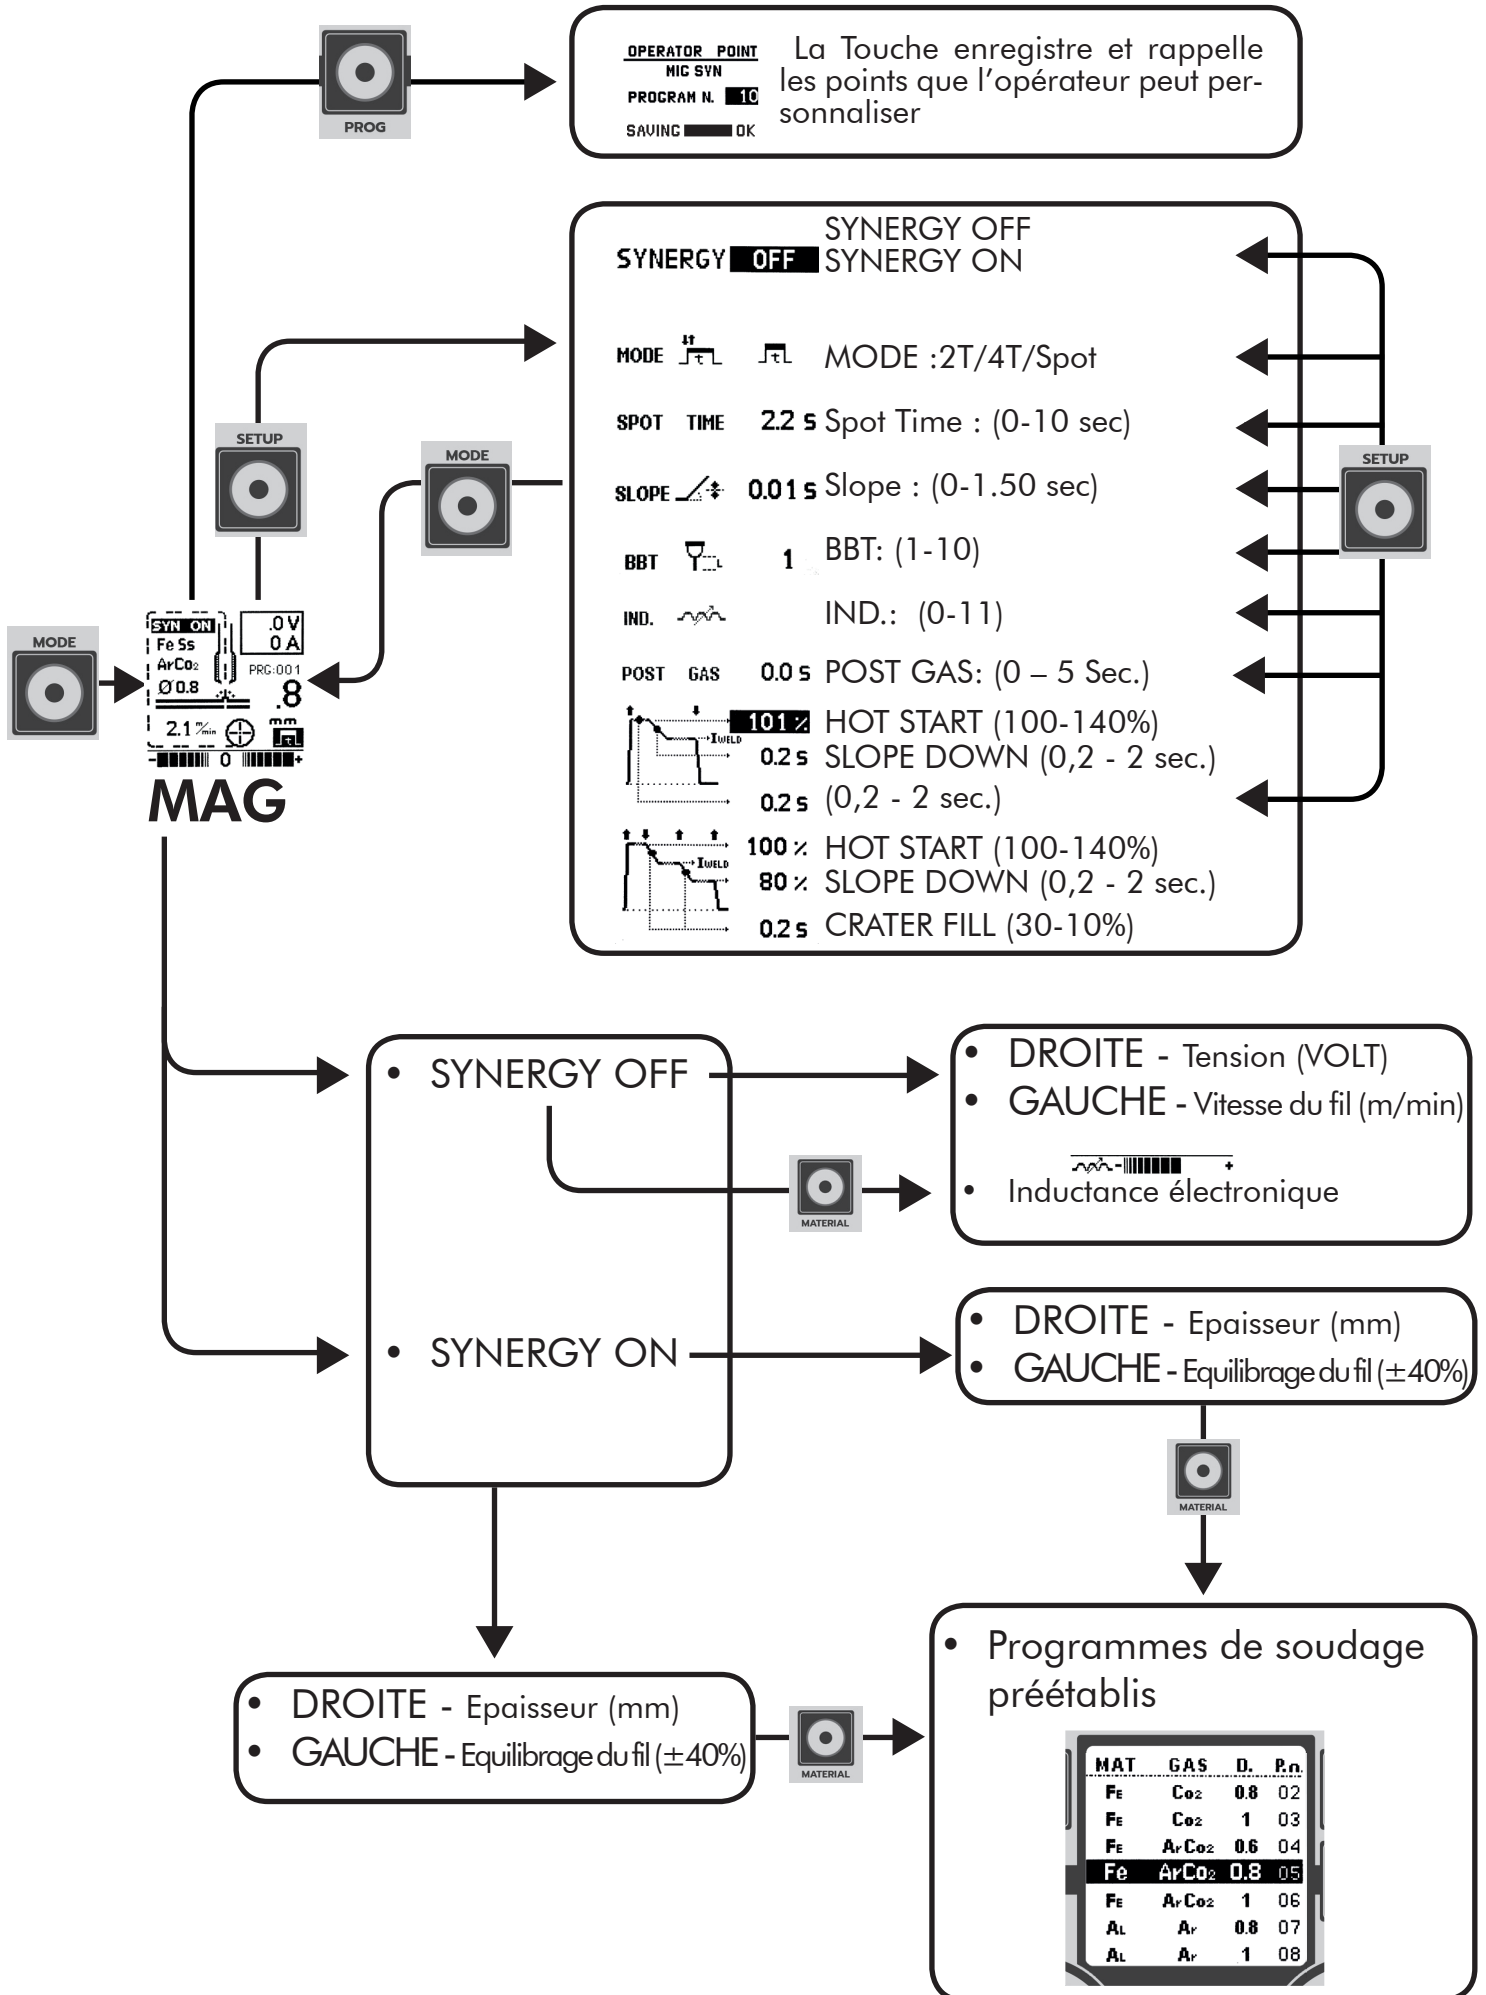 OPERATOR POINT
MIG SYN
PROGRAM N. 10
SAVING OK
La Touche enregistre et rappelle
les points que l'opérateur peut per-
sonnaliser
PROG
SYNERGY OFF
SYNERGY OFF
SYNERGY ON
MODE t t MODE :2T/4T/Spot
SPOT TIME 2.2 s Spot Time : (0-10 sec)
SLOPE 0.01 s Slope : (0-1.50 sec)
BBT L 1 BBT: (1-10)
IND. IND.: (0-11)
POST GAS 0.0 s POST GAS: (0 – 5 Sec.)
101 % HOT START (100-140%)
IWELD
0.2 s SLOPE DOWN (0,2 - 2 sec.)
0.2 s (0,2 - 2 sec.)
100 % HOT START (100-140%)
IWELD
80 % SLOPE DOWN (0,2 - 2 sec.)
0.2 s CRATER FILL (30-10%)
SETUP
MODE
SETUP
MODE
SYN ON
Fe Ss
ArCo2
Ø 0.8
.0 V
0 A
PRG:001
.8
mm
2.1 m/min
t
- 0 +
MAG
• SYNERGY OFF
• SYNERGY ON
• DROITE - Tension (VOLT)
• GAUCHE - Vitesse du fil (m/min)
- +
• Inductance électronique
MATERIAL
• DROITE - Epaisseur (mm)
• GAUCHE - Equilibrage du fil (±40%)
MATERIAL
• DROITE - Epaisseur (mm)
• GAUCHE - Equilibrage du fil (±40%)
MATERIAL
• Programmes de soudage
préétablis
MAT GAS D. P.n.
FE Co2 0.8 02
FE Co2 1 03
FE ArCo2 0.6 04
Fe ArCo2 0.8 05
FE ArCo2 1 06
AL Ar 0.8 07
AL Ar 1 08